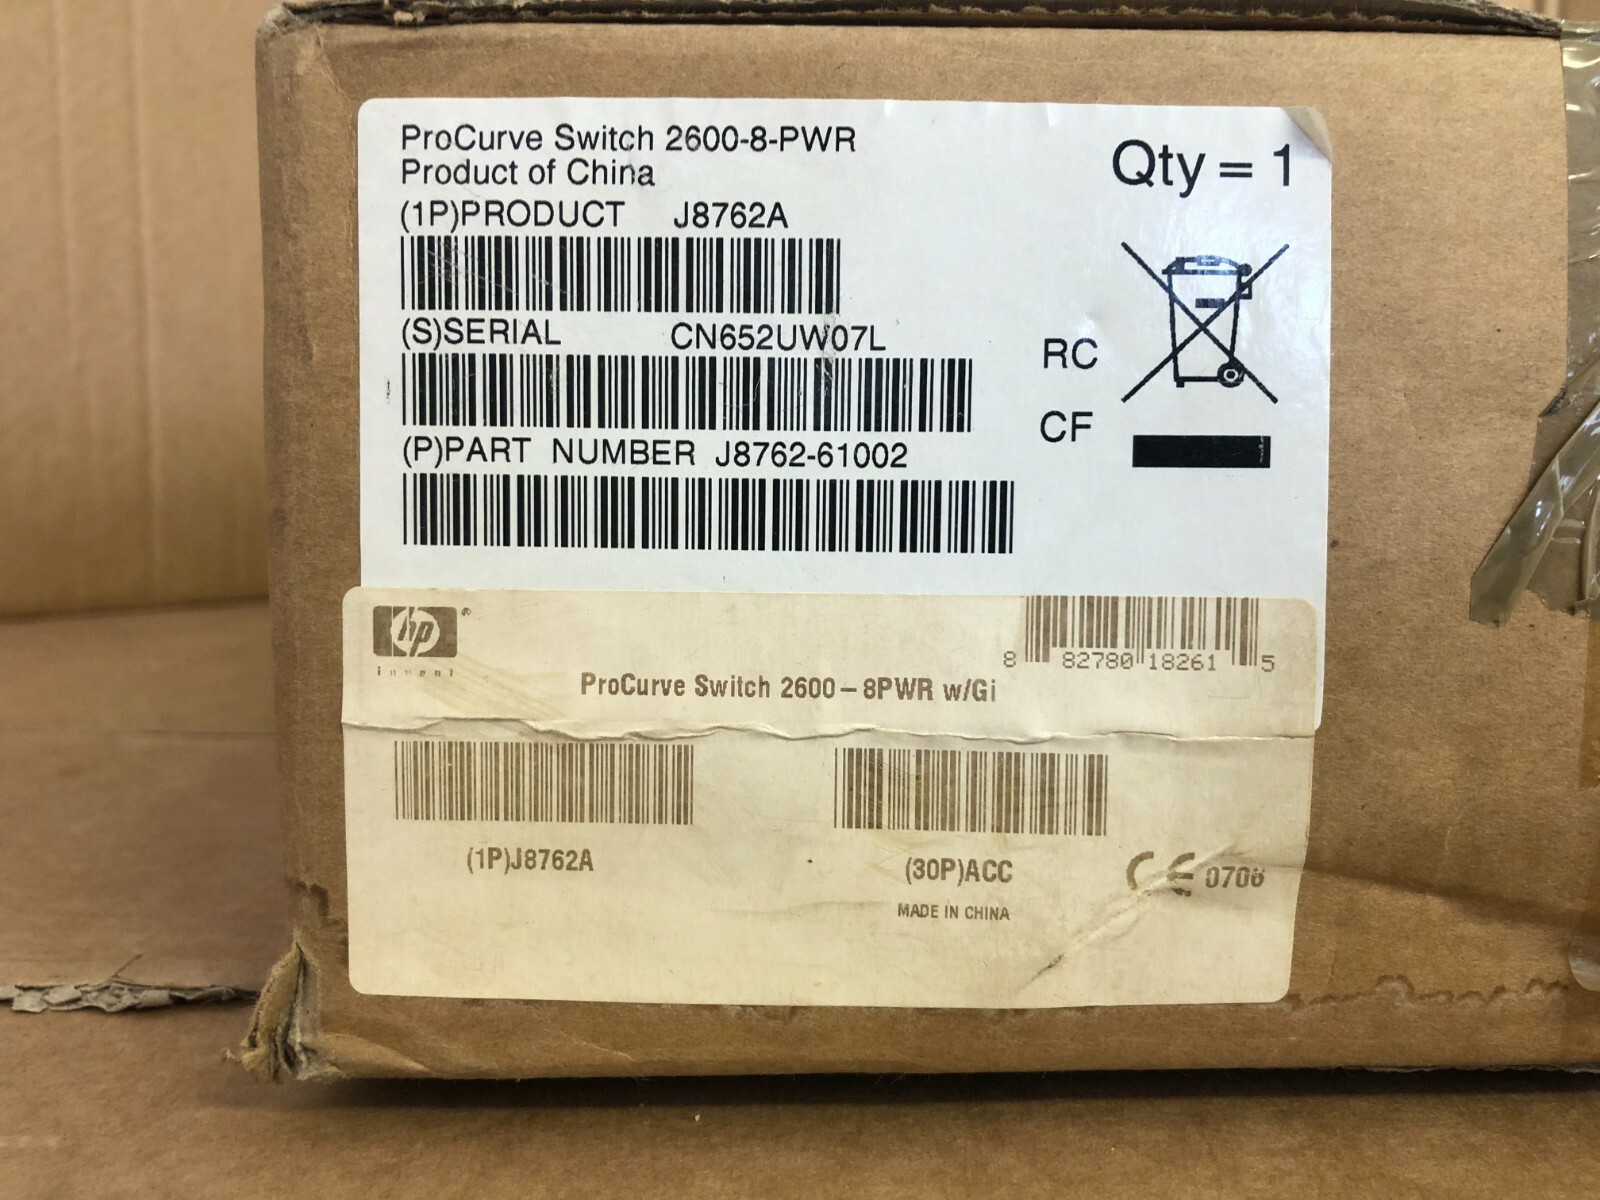 ProCurve Switch 2600-8-PWR
Product of China
Qty = 1
(1P)PRODUCT J8762A
(S)SERIAL CN652UW07L
RC
CF
(P)PART NUMBER J8762-61002
hp ®
invent
8 82780 18261 5
ProCurve Switch 2600-8PWR w/Gi
(1P)J8762A
(30P)ACC
CE 0708
MADE IN CHINA